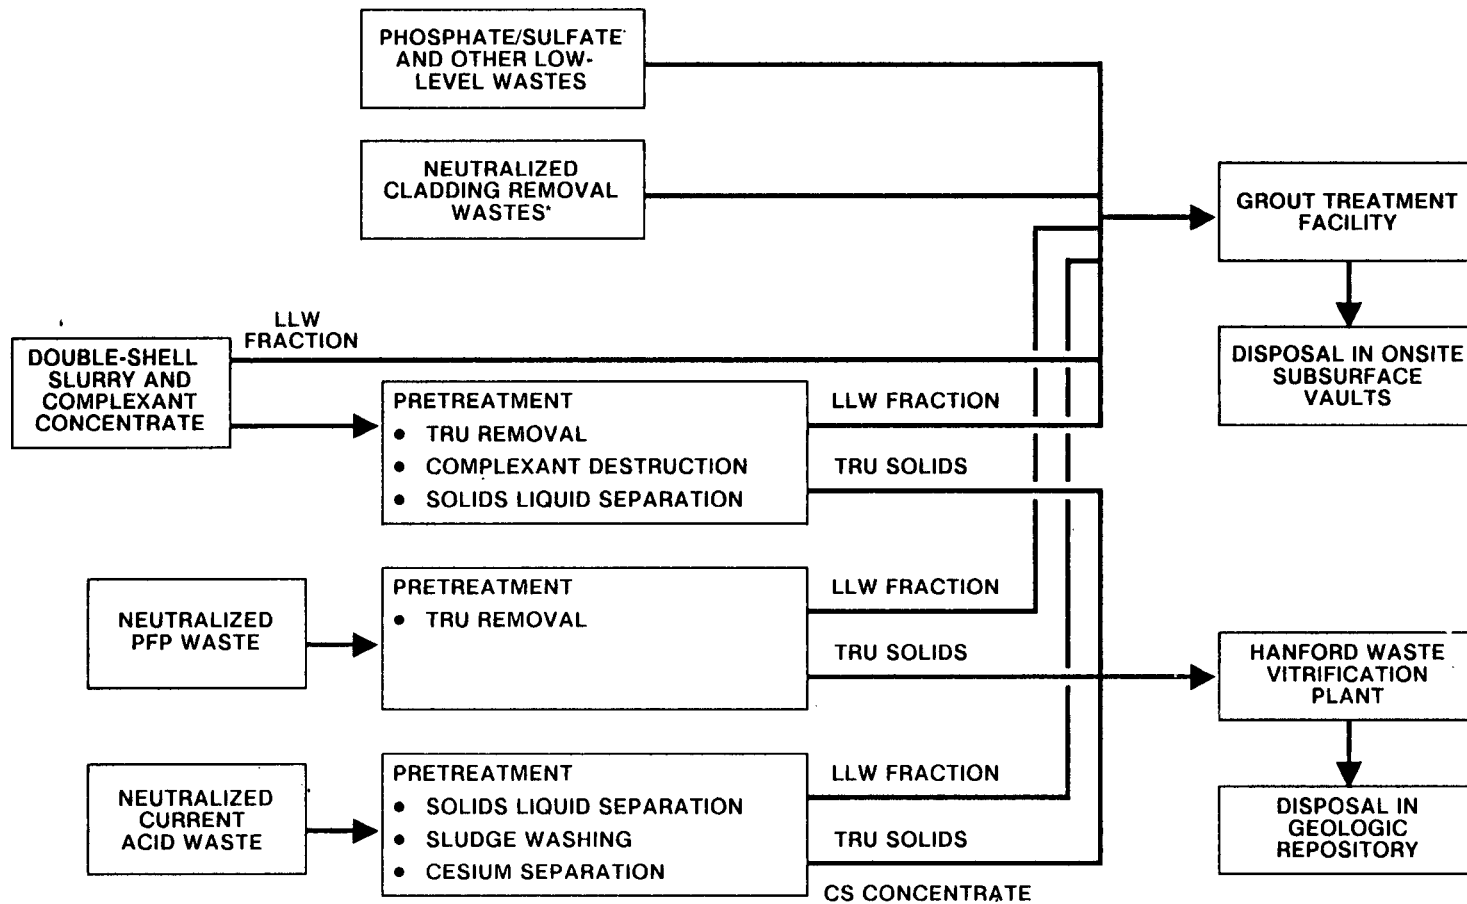 PHOSPHATE/SULFATE
AND OTHER LOW-
LEVEL WASTES
NEUTRALIZED
CLADDING REMOVAL
WASTES*
GROUT TREATMENT
FACILITY
DISPOSAL IN ONSITE
SUBSURFACE
VAULTS
LLW
FRACTION
DOUBLE-SHELL
SLURRY AND
COMPLEXANT
CONCENTRATE
PRETREATMENT
• TRU REMOVAL
• COMPLEXANT DESTRUCTION
• SOLIDS LIQUID SEPARATION
LLW FRACTION
TRU SOLIDS
NEUTRALIZED
PFP WASTE
PRETREATMENT
• TRU REMOVAL
LLW FRACTION
TRU SOLIDS
HANFORD WASTE
VITRIFICATION
PLANT
DISPOSAL IN
GEOLOGIC
REPOSITORY
NEUTRALIZED
CURRENT
ACID WASTE
PRETREATMENT
• SOLIDS LIQUID SEPARATION
• SLUDGE WASHING
• CESIUM SEPARATION
LLW FRACTION
TRU SOLIDS
CS CONCENTRATE